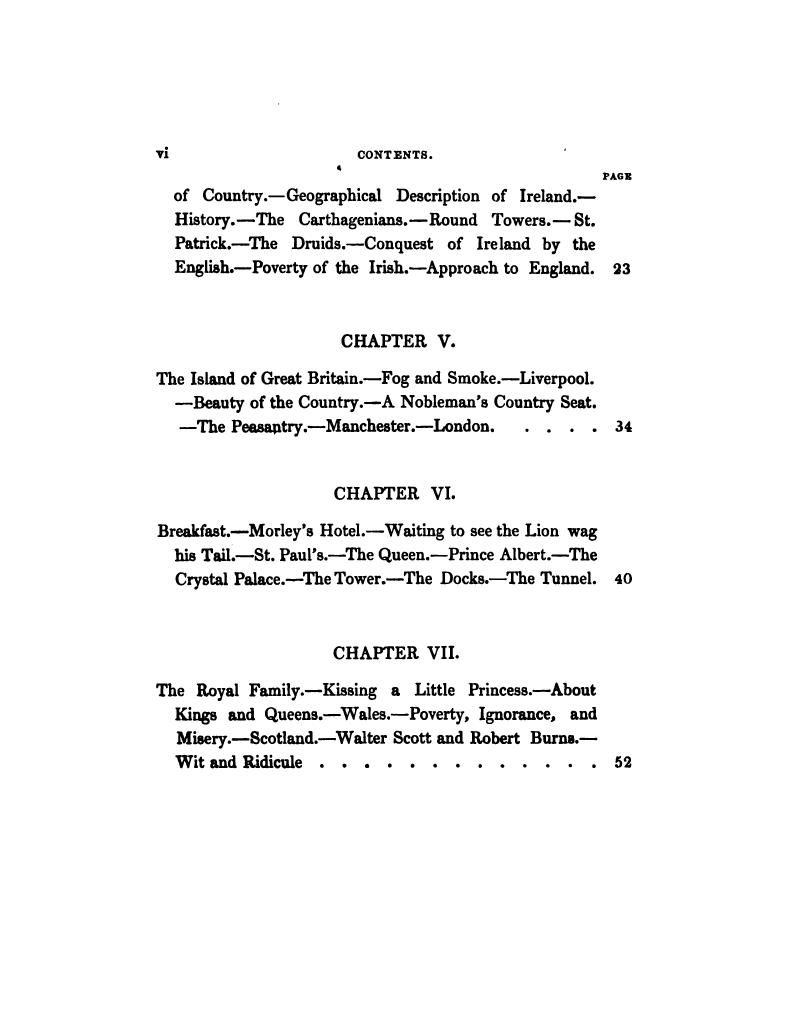 vi CONTENTS.
PAGE
of Country.—Geographical Description of Ireland.—
History.—The Carthagenians.—Round Towers.—St.
Patrick.—The Druids.—Conquest of Ireland by the
English.—Poverty of the Irish.—Approach to England. 23
CHAPTER V.
The Island of Great Britain.—Fog and Smoke.—Liverpool.
—Beauty of the Country.—A Nobleman's Country Seat.
—The Peasantry.—Manchester.—London. . . . . 34
CHAPTER VI.
Breakfast.—Morley's Hotel.—Waiting to see the Lion wag
his Tail.—St. Paul's.—The Queen.—Prince Albert.—The
Crystal Palace.—The Tower.—The Docks.—The Tunnel. 40
CHAPTER VII.
The Royal Family.—Kissing a Little Princess.—About
Kings and Queens.—Wales.—Poverty, Ignorance, and
Misery.—Scotland.—Walter Scott and Robert Burns.—
Wit and Ridicule . . . . . . . . . . . . . 52